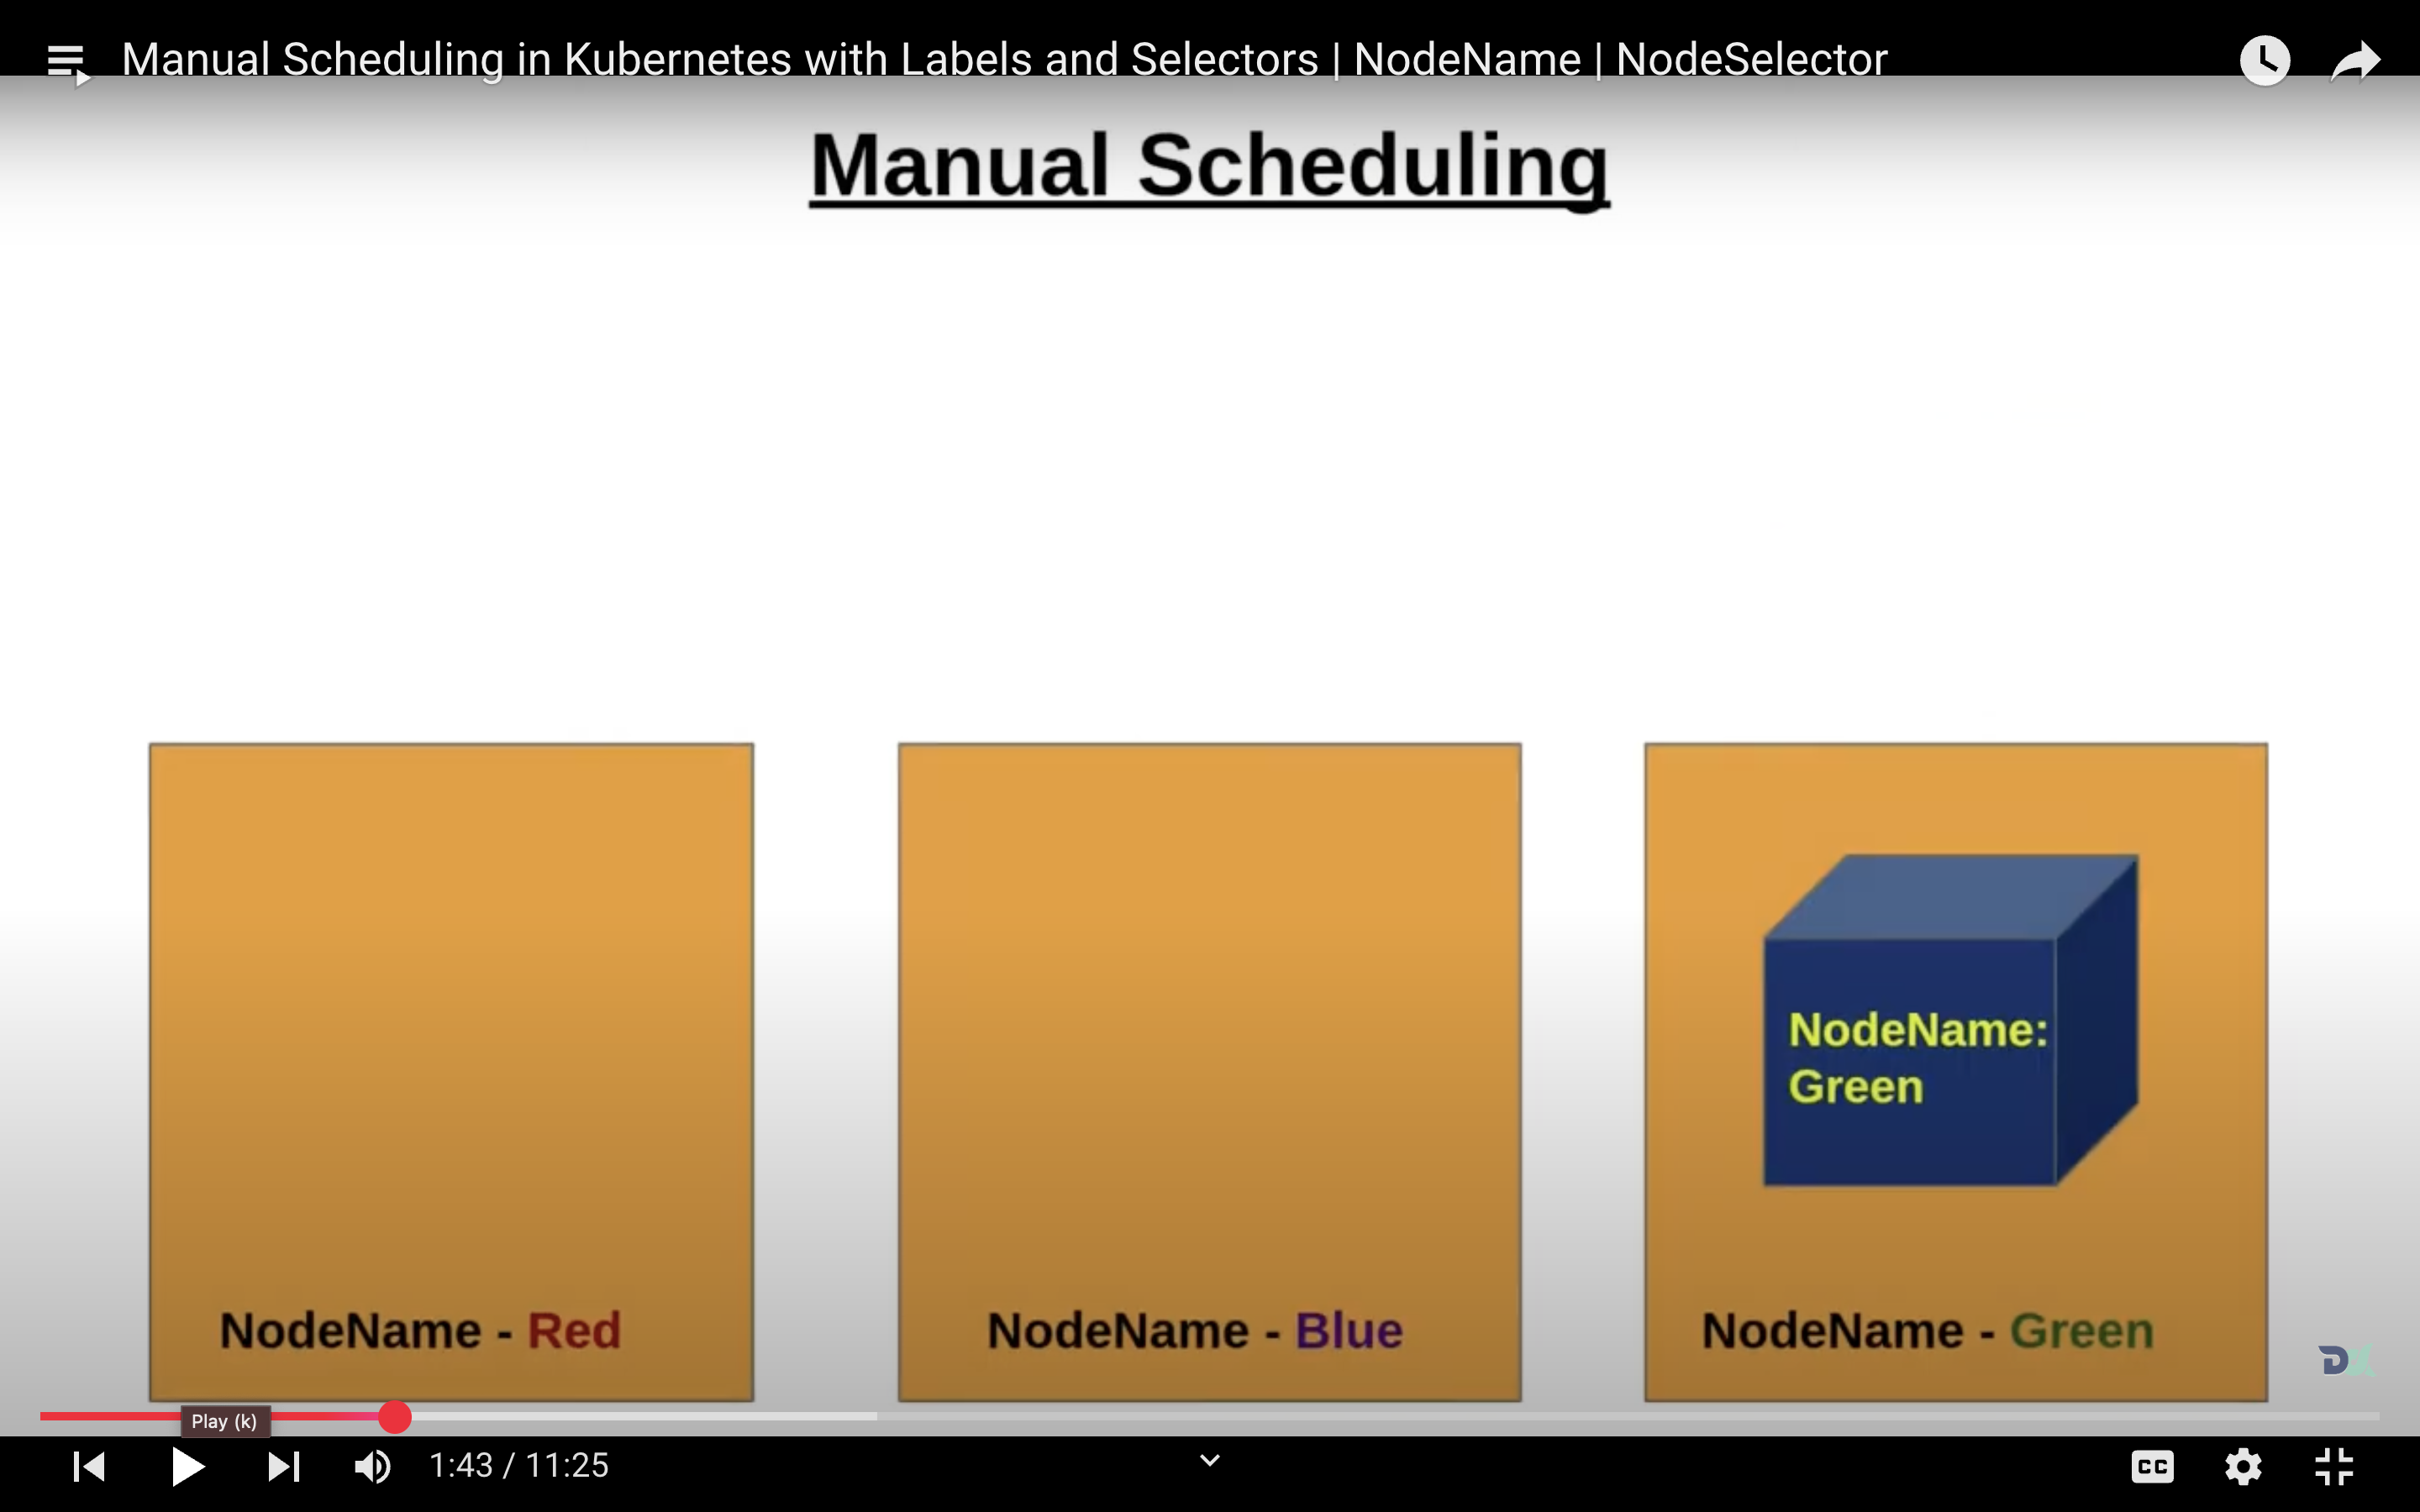 Manual Scheduling in Kubernetes with Labels and Selectors | NodeName | NodeSelector
Manual Scheduling
NodeName:
Green
NodeName - Red
NodeName - Blue
NodeName - Green
DX
Play (k)
1:43 / 11:25
CC